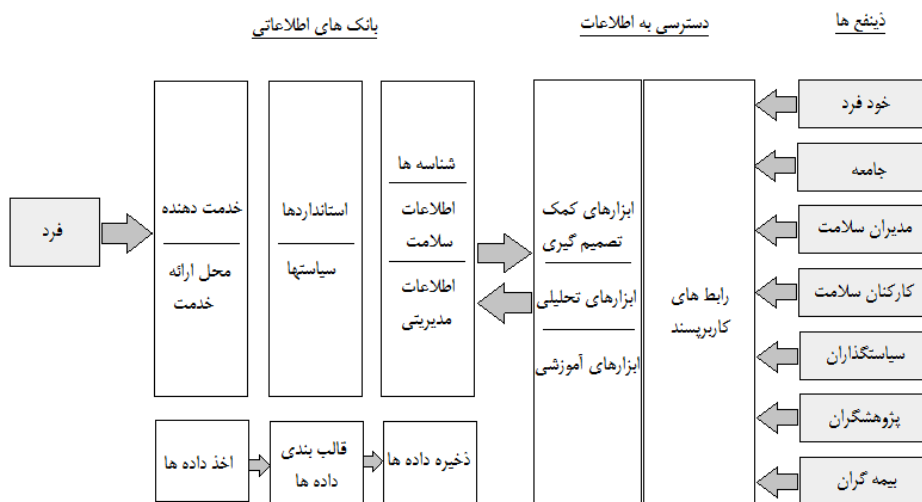 ذینفع ها
دسترسی به اطلاعات
بانک های اطلاعاتی
خود فرد
جامعه
مدیران سلامت
کارکنان سلامت
سیاستگذاران
پژوهشگران
بیمه گران
رابط های
کاربرپسند
ابزارهای کمک
تصمیم گیری
ابزارهای تحلیلی
ابزارهای آموزشی
شناسه ها
اطلاعات
سلامت
اطلاعات
مدیریتی
استانداردها
سیاستها
خدمت دهنده
محل ارائه
خدمت
فرد
اخذ داده ها
قالب بندی
داده ها
ذخیره داده ها